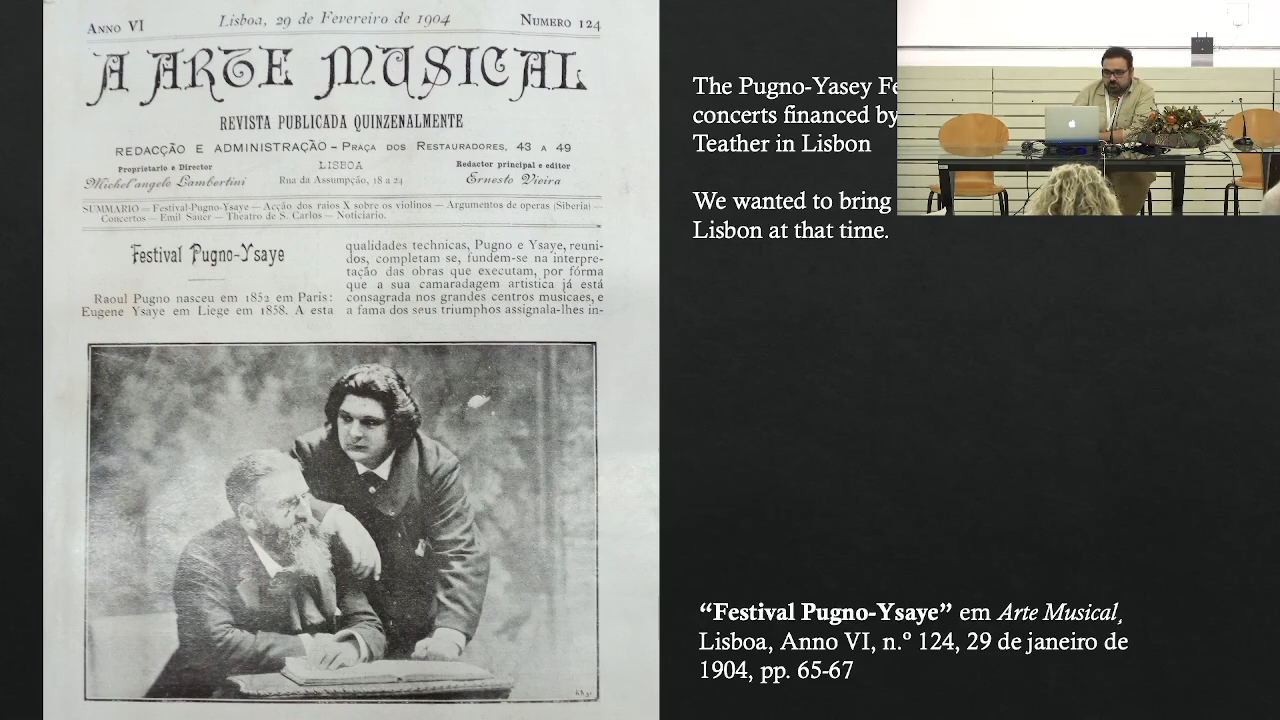 ANNO VI
Lisboa, 29 de Fevereiro de 1904
NUMERO 124
A ARTE MUSICAL
REVISTA PUBLICADA QUINZENALMENTE
REDACÇÃO E ADMINISTRAÇÃO – PRAÇA DOS RESTAURADORES, 43 A 49
Proprietario e Director
LISBOA
Redactor principal e editor
Michel'angelo Lambertini
Rua da Assumpção, 18 a 24
Ernesto Vieira
SUMMARIO — Festival-Pugno-Ysaye — Acção dos raios X sobre os violinos — Argumentos de operas (Siberia) —
Concertos — Emil Sauer — Theatro de S. Carlos — Noticiario.
Festival Pugno-Ysaye
Raoul Pugno nasceu em 1852 em Paris:
Eugene Ysaye em Liege em 1858. A esta
qualidades technicas, Pugno e Ysaye, reuni-
dos, completam se, fundem-se na interpre-
tação das obras que executam, por fórma
que a sua camaradagem artistica já está
consagrada nos grandes centros musicaes, e
a fama dos seus triumphos assignala-lhes in-
The Pugno-Yasey
concerts financed by
Teather in Lisbon
We wanted to bring
Lisbon at that time.
“Festival Pugno-Ysaye” em Arte Musical,
Lisboa, Anno VI, n.º 124, 29 de janeiro de
1904, pp. 65-67